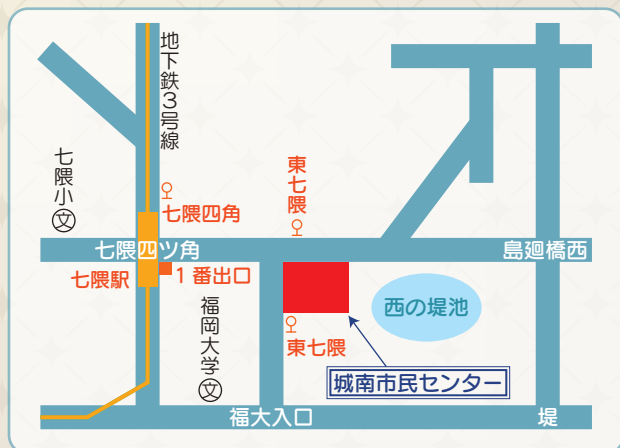 地下鉄3号線
七隈小
文
七隈四角
東七隈
七隈四ツ角
島廻橋西
七隈駅
1番出口
福岡大学
文
東七隈
西の堤池
城南市民センター
福大入口
堤